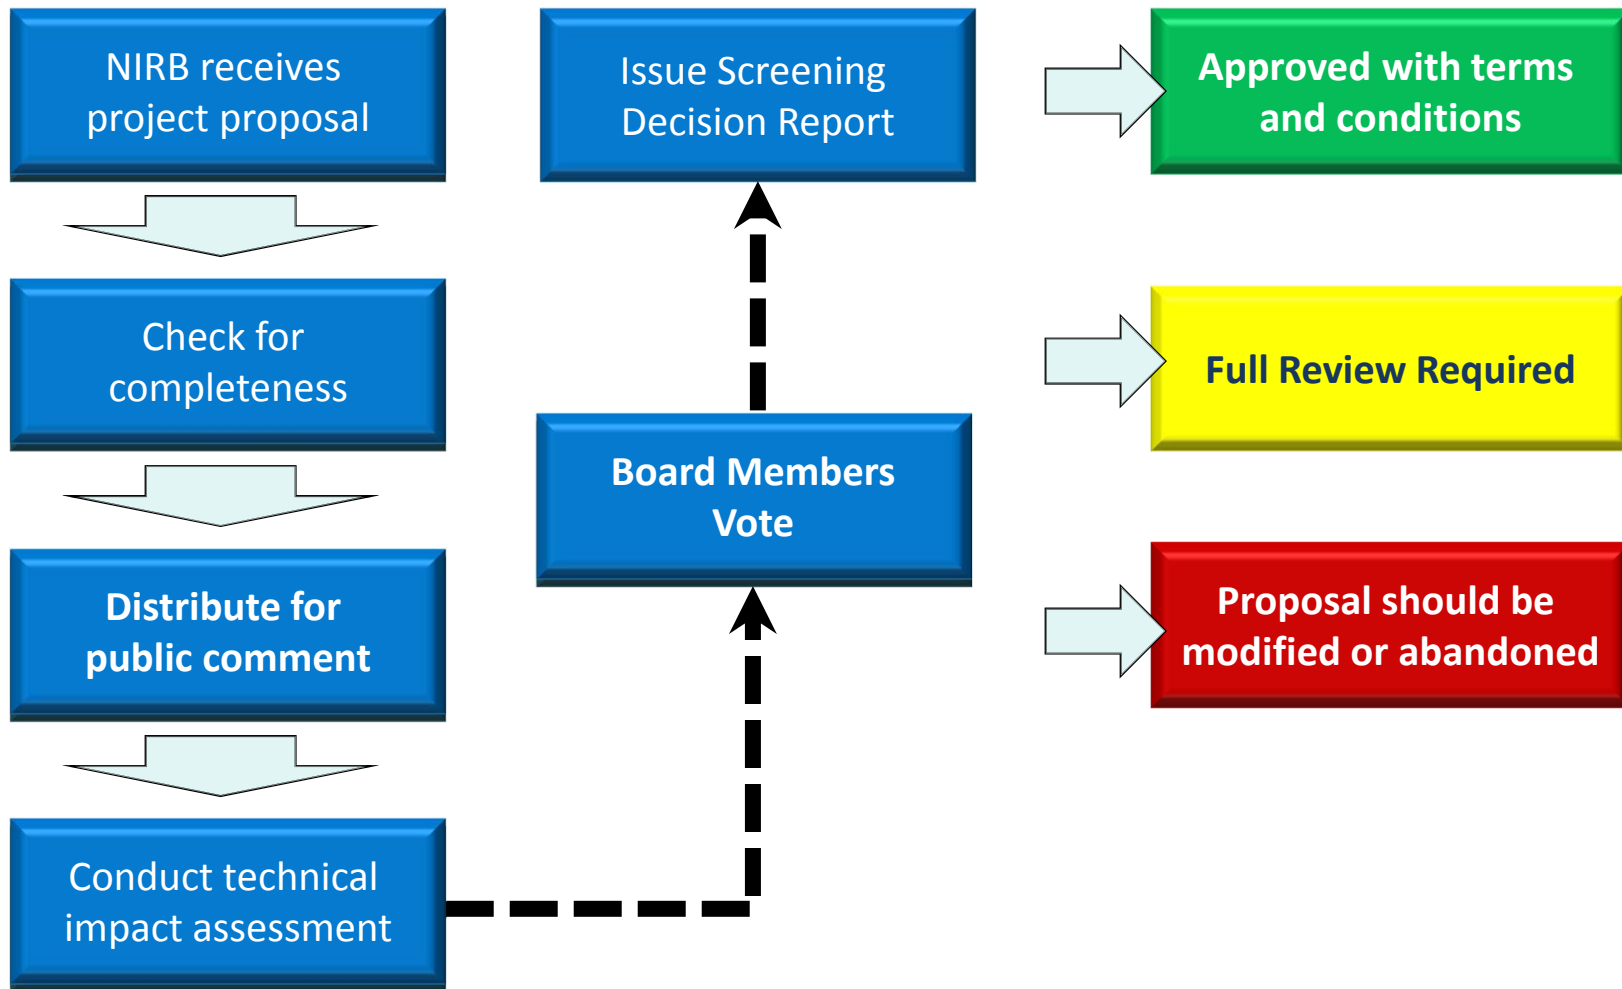 NIRB receives
project proposal
Check for
completeness
Distribute for
public comment
Conduct technical
impact assessment
Board Members
Vote
Issue Screening
Decision Report
Approved with terms
and conditions
Full Review Required
Proposal should be
modified or abandoned